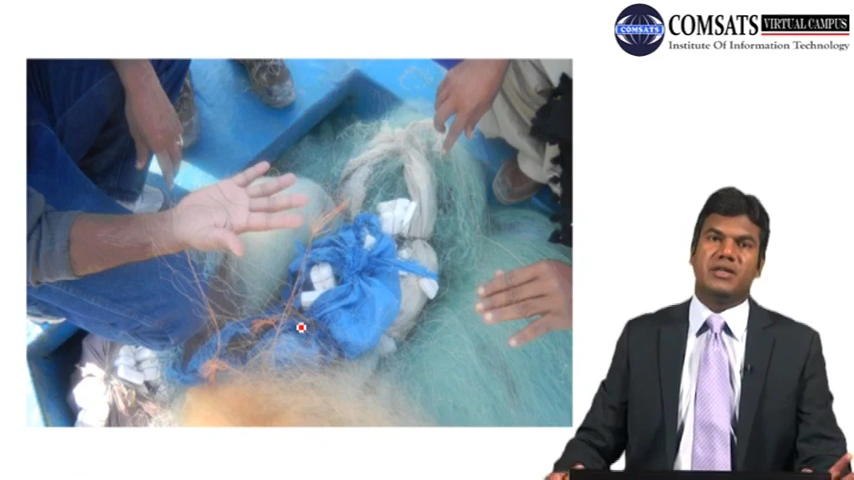 COMSATS VIRTUAL CAMPUS
COMSATS
Institute Of Information Technology